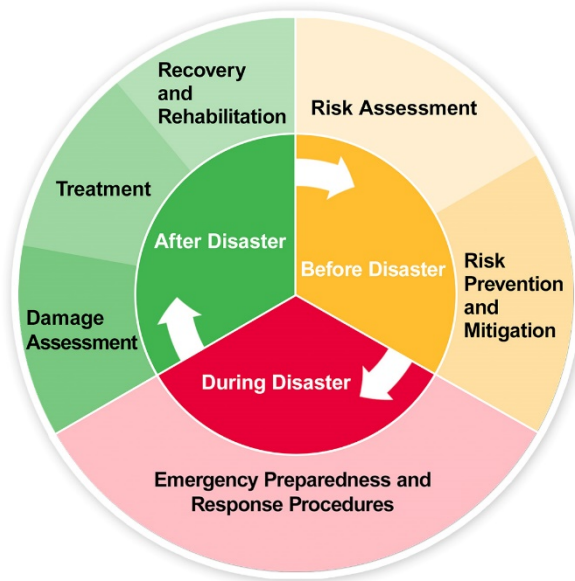 Recovery
and
Rehabilitation
Risk Assessment
Treatment
After Disaster
Before Disaster
Risk
Prevention
and
Mitigation
Damage
Assessment
During Disaster
Emergency Preparedness and
Response Procedures